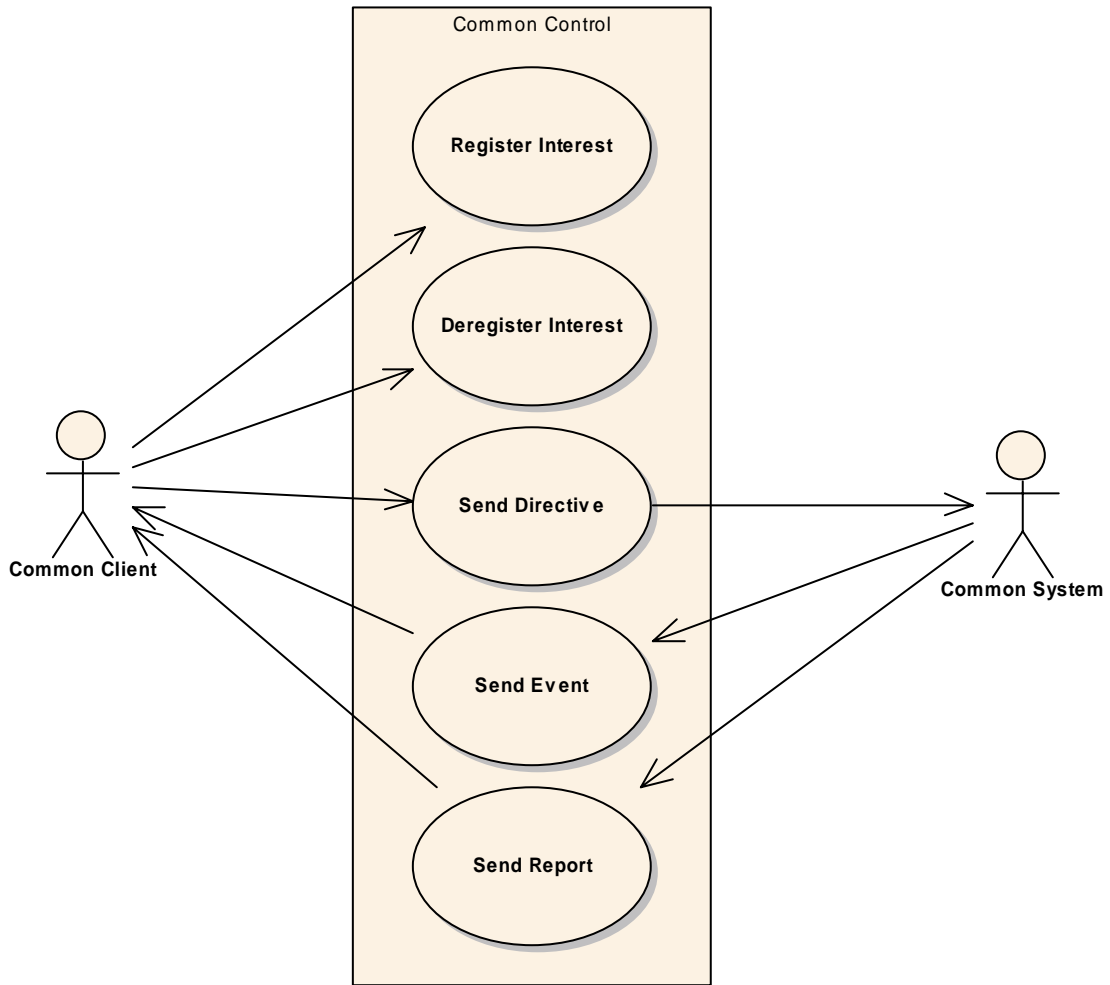 Common Control
Register Interest
Deregister Interest
Send Directive
Common Client
Common System
Send Event
Send Report